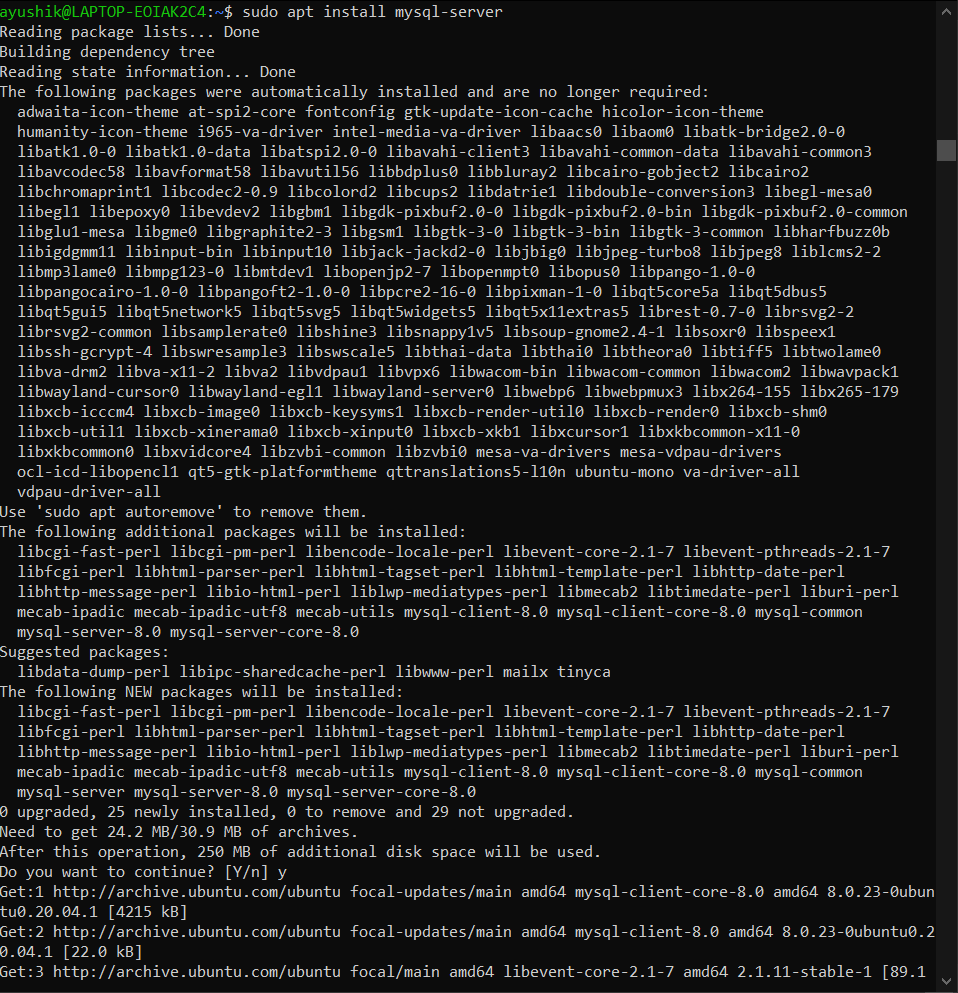 ayushik@LAPTOP-EOIAK2C4:~$ sudo apt install mysql-server
Reading package lists... Done
Building dependency tree
Reading state information... Done
The following packages were automatically installed and are no longer required:
  adwaita-icon-theme at-spi2-core fontconfig gtk-update-icon-cache hicolor-icon-theme
  humanity-icon-theme i965-va-driver intel-media-va-driver libaacs0 libaom0 libatk-bridge2.0-0
  libatk1.0-0 libatk1.0-data libatspi2.0-0 libavahi-client3 libavahi-common-data libavahi-common3
  libavcodec58 libavformat58 libavutil56 libbdplus0 libbluray2 libcairo-gobject2 libcairo2
  libchromaprint1 libcodec2-0.9 libcolord2 libcups2 libdatrie1 libdouble-conversion3 libegl-mesa0
  libegl1 libepoxy0 libevdev2 libgbm1 libgdk-pixbuf2.0-0 libgdk-pixbuf2.0-bin libgdk-pixbuf2.0-common
  libglu1-mesa libgme0 libgraphite2-3 libgsm1 libgtk-3-0 libgtk-3-bin libgtk-3-common libharfbuzz0b
  libigdgmm11 libinput-bin libinput10 libjack-jackd2-0 libjbig0 libjpeg-turbo8 libjpeg8 liblcms2-2
  libmp3lame0 libmpg123-0 libmtdev1 libopenjp2-7 libopenmpt0 libopus0 libpango-1.0-0
  libpangocairo-1.0-0 libpangoft2-1.0-0 libpcre2-16-0 libpixman-1-0 libqt5core5a libqt5dbus5
  libqt5gui5 libqt5network5 libqt5svg5 libqt5widgets5 libqt5x11extras5 librest-0.7-0 librsvg2-2
  librsvg2-common libsamplerate0 libshine3 libsnappy1v5 libsoup-gnome2.4-1 libsoxr0 libspeex1
  libssh-gcrypt-4 libswresample3 libswscale5 libthai-data libthai0 libtheora0 libtiff5 libtwolame0
  libva-drm2 libva-x11-2 libva2 libvdpau1 libvpx6 libwacom-bin libwacom-common libwacom2 libwavpack1
  libwayland-cursor0 libwayland-egl1 libwayland-server0 libwebp6 libwebpmux3 libx264-155 libx265-179
  libxcb-icccm4 libxcb-image0 libxcb-keysyms1 libxcb-render-util0 libxcb-render0 libxcb-shm0
  libxcb-util1 libxcb-xinerama0 libxcb-xinput0 libxcb-xkb1 libxcursor1 libxkbcommon-x11-0
  libxkbcommon0 libxvidcore4 libzvbi-common libzvbi0 mesa-va-drivers mesa-vdpau-drivers
  ocl-icd-libopencl1 qt5-gtk-platformtheme qttranslations5-l10n ubuntu-mono va-driver-all
  vdpau-driver-all
Use 'sudo apt autoremove' to remove them.
The following additional packages will be installed:
  libcgi-fast-perl libcgi-pm-perl libencode-locale-perl libevent-core-2.1-7 libevent-pthreads-2.1-7
  libfcgi-perl libhtml-parser-perl libhtml-tagset-perl libhtml-template-perl libhttp-date-perl
  libhttp-message-perl libio-html-perl liblwp-mediatypes-perl libmecab2 libtimedate-perl liburi-perl
  mecab-ipadic mecab-ipadic-utf8 mecab-utils mysql-client-8.0 mysql-client-core-8.0 mysql-common
  mysql-server-8.0 mysql-server-core-8.0
Suggested packages:
  libdata-dump-perl libipc-sharedcache-perl libwww-perl mailx tinyca
The following NEW packages will be installed:
  libcgi-fast-perl libcgi-pm-perl libencode-locale-perl libevent-core-2.1-7 libevent-pthreads-2.1-7
  libfcgi-perl libhtml-parser-perl libhtml-tagset-perl libhtml-template-perl libhttp-date-perl
  libhttp-message-perl libio-html-perl liblwp-mediatypes-perl libmecab2 libtimedate-perl liburi-perl
  mecab-ipadic mecab-ipadic-utf8 mecab-utils mysql-client-8.0 mysql-client-core-8.0 mysql-common
  mysql-server mysql-server-8.0 mysql-server-core-8.0
0 upgraded, 25 newly installed, 0 to remove and 29 not upgraded.
Need to get 24.2 MB/30.9 MB of archives.
After this operation, 250 MB of additional disk space will be used.
Do you want to continue? [Y/n] y
Get:1 http://archive.ubuntu.com/ubuntu focal-updates/main amd64 mysql-client-core-8.0 amd64 8.0.23-0ubun
tu0.20.04.1 [4215 kB]
Get:2 http://archive.ubuntu.com/ubuntu focal-updates/main amd64 mysql-client-8.0 amd64 8.0.23-0ubuntu0.2
0.04.1 [22.0 kB]
Get:3 http://archive.ubuntu.com/ubuntu focal/main amd64 libevent-core-2.1-7 amd64 2.1.11-stable-1 [89.1